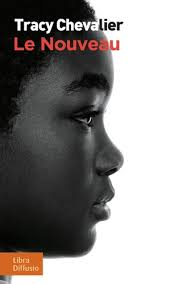 Tracy Chevalier
Le Nouveau
Libra
Diffusio